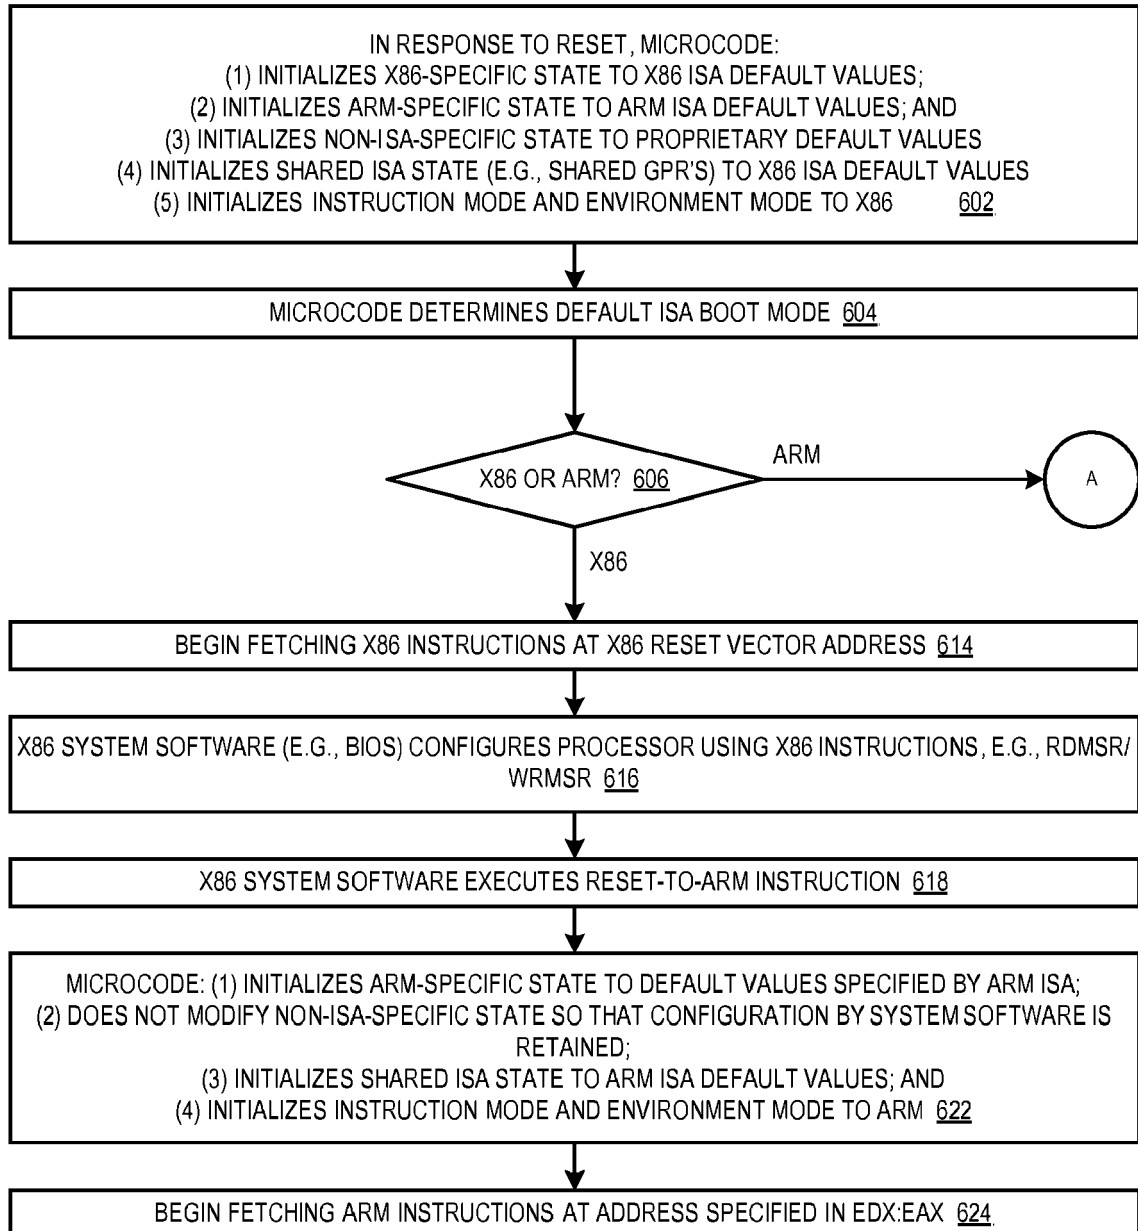 IN RESPONSE TO RESET, MICROCODE:
(1) INITIALIZES X86-SPECIFIC STATE TO X86 ISA DEFAULT VALUES;
(2) INITIALIZES ARM-SPECIFIC STATE TO ARM ISA DEFAULT VALUES; AND
(3) INITIALIZES NON-ISA-SPECIFIC STATE TO PROPRIETARY DEFAULT VALUES
(4) INITIALIZES SHARED ISA STATE (E.G., SHARED GPR'S) TO X86 ISA DEFAULT VALUES
(5) INITIALIZES INSTRUCTION MODE AND ENVIRONMENT MODE TO X86 602
MICROCODE DETERMINES DEFAULT ISA BOOT MODE 604
X86 OR ARM? 606
ARM
A
X86
BEGIN FETCHING X86 INSTRUCTIONS AT X86 RESET VECTOR ADDRESS 614
X86 SYSTEM SOFTWARE (E.G., BIOS) CONFIGURES PROCESSOR USING X86 INSTRUCTIONS, E.G., RDMSR/
WRMSR 616
X86 SYSTEM SOFTWARE EXECUTES RESET-TO-ARM INSTRUCTION 618
MICROCODE: (1) INITIALIZES ARM-SPECIFIC STATE TO DEFAULT VALUES SPECIFIED BY ARM ISA;
(2) DOES NOT MODIFY NON-ISA-SPECIFIC STATE SO THAT CONFIGURATION BY SYSTEM SOFTWARE IS
RETAINED;
(3) INITIALIZES SHARED ISA STATE TO ARM ISA DEFAULT VALUES; AND
(4) INITIALIZES INSTRUCTION MODE AND ENVIRONMENT MODE TO ARM 622
BEGIN FETCHING ARM INSTRUCTIONS AT ADDRESS SPECIFIED IN EDX:EAX 624